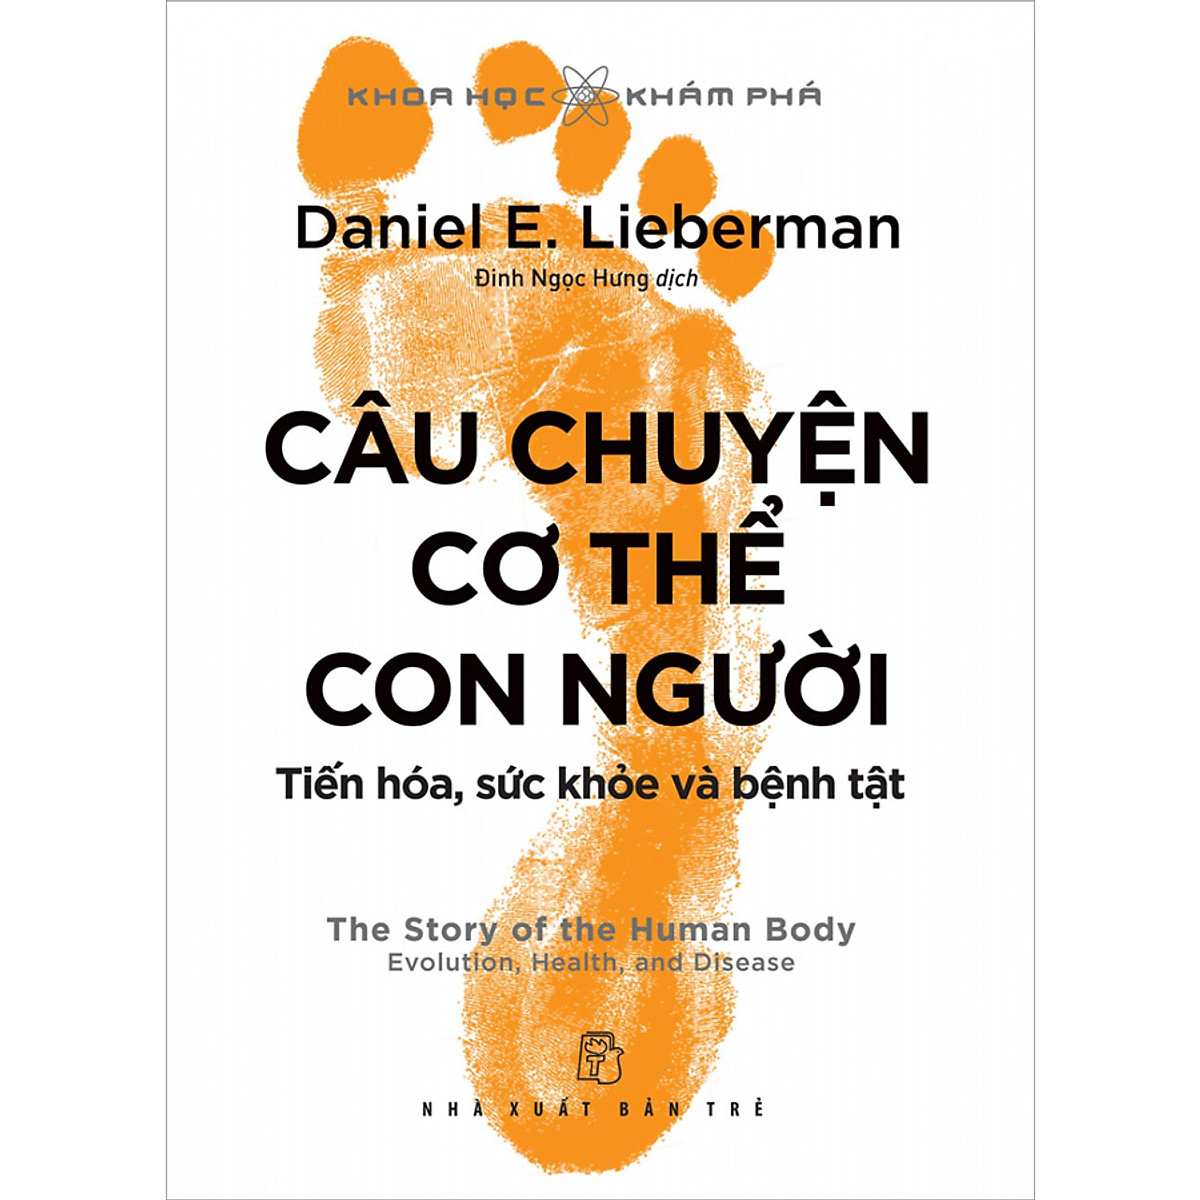 KHOA HỌC KHÁM PHÁ
Daniel E. Lieberman
Đinh Ngọc Hưng dịch
CÂU CHUYỆN
CƠ THỂ
CON NGƯỜI
Tiến hóa, sức khỏe và bệnh tật
The Story of the Human Body
Evolution, Health, and Disease
T
NHÀ XUẤT BẢN TRẺ